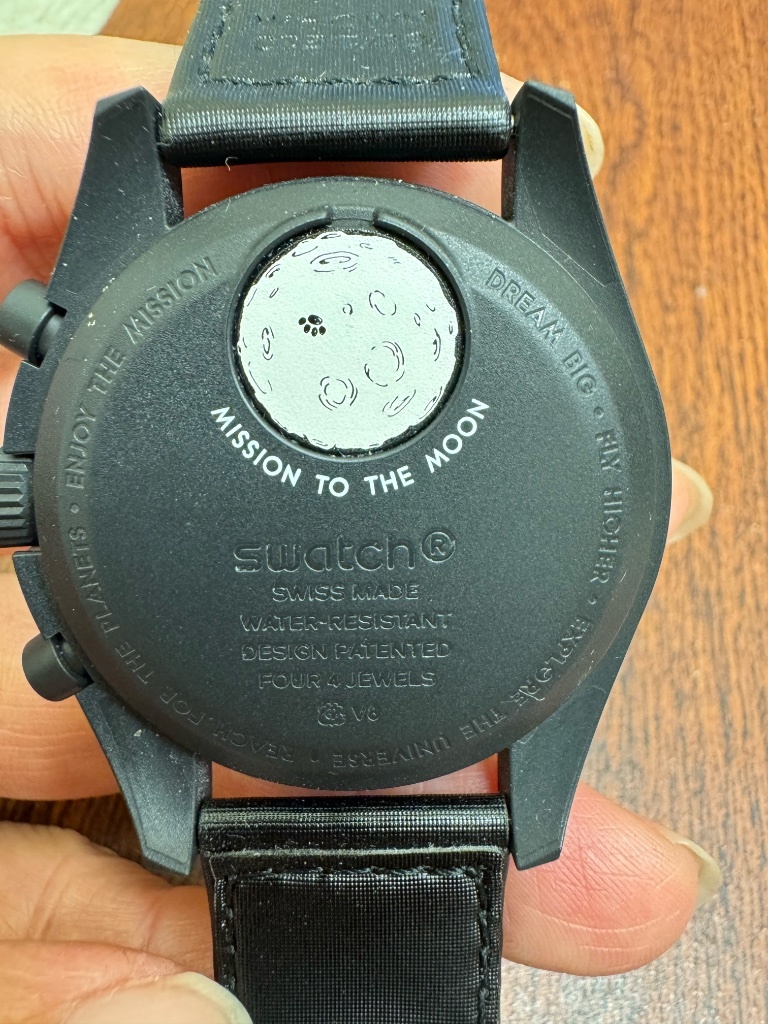 MISSION TO THE MOON
swatch®
SWISS MADE
WATER-RESISTANT
DESIGN PATENTED
FOUR 4 JEWELS
V8
DREAM BIG • FLY HIGHER • EXPLORE THE UNIVERSE | REACH FOR THE PLANETS • ENJOY THE MISSION